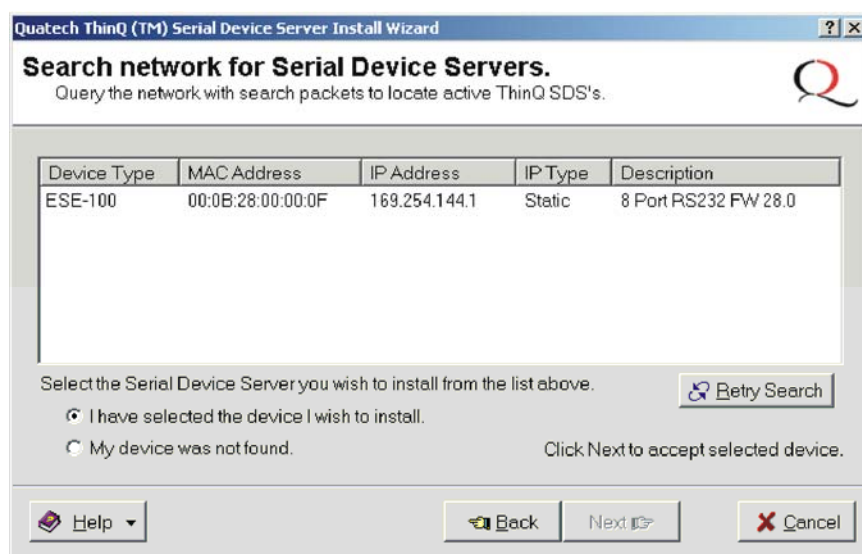 Quatech ThinQ (TM) Serial Device Server Install Wizard
Search network for Serial Device Servers.
Query the network with search packets to locate active ThinQ SDS's.
Device Type MAC Address IP Address IP Type Description
ESE-100 00:0B:28:00:00:0F 169.254.144.1 Static 8 Port RS232 FW 28.0
Select the Serial Device Server you wish to install from the list above.
Retry Search
I have selected the device I wish to install.
My device was not found.
Click Next to accept selected device.
Help Back Next Cancel